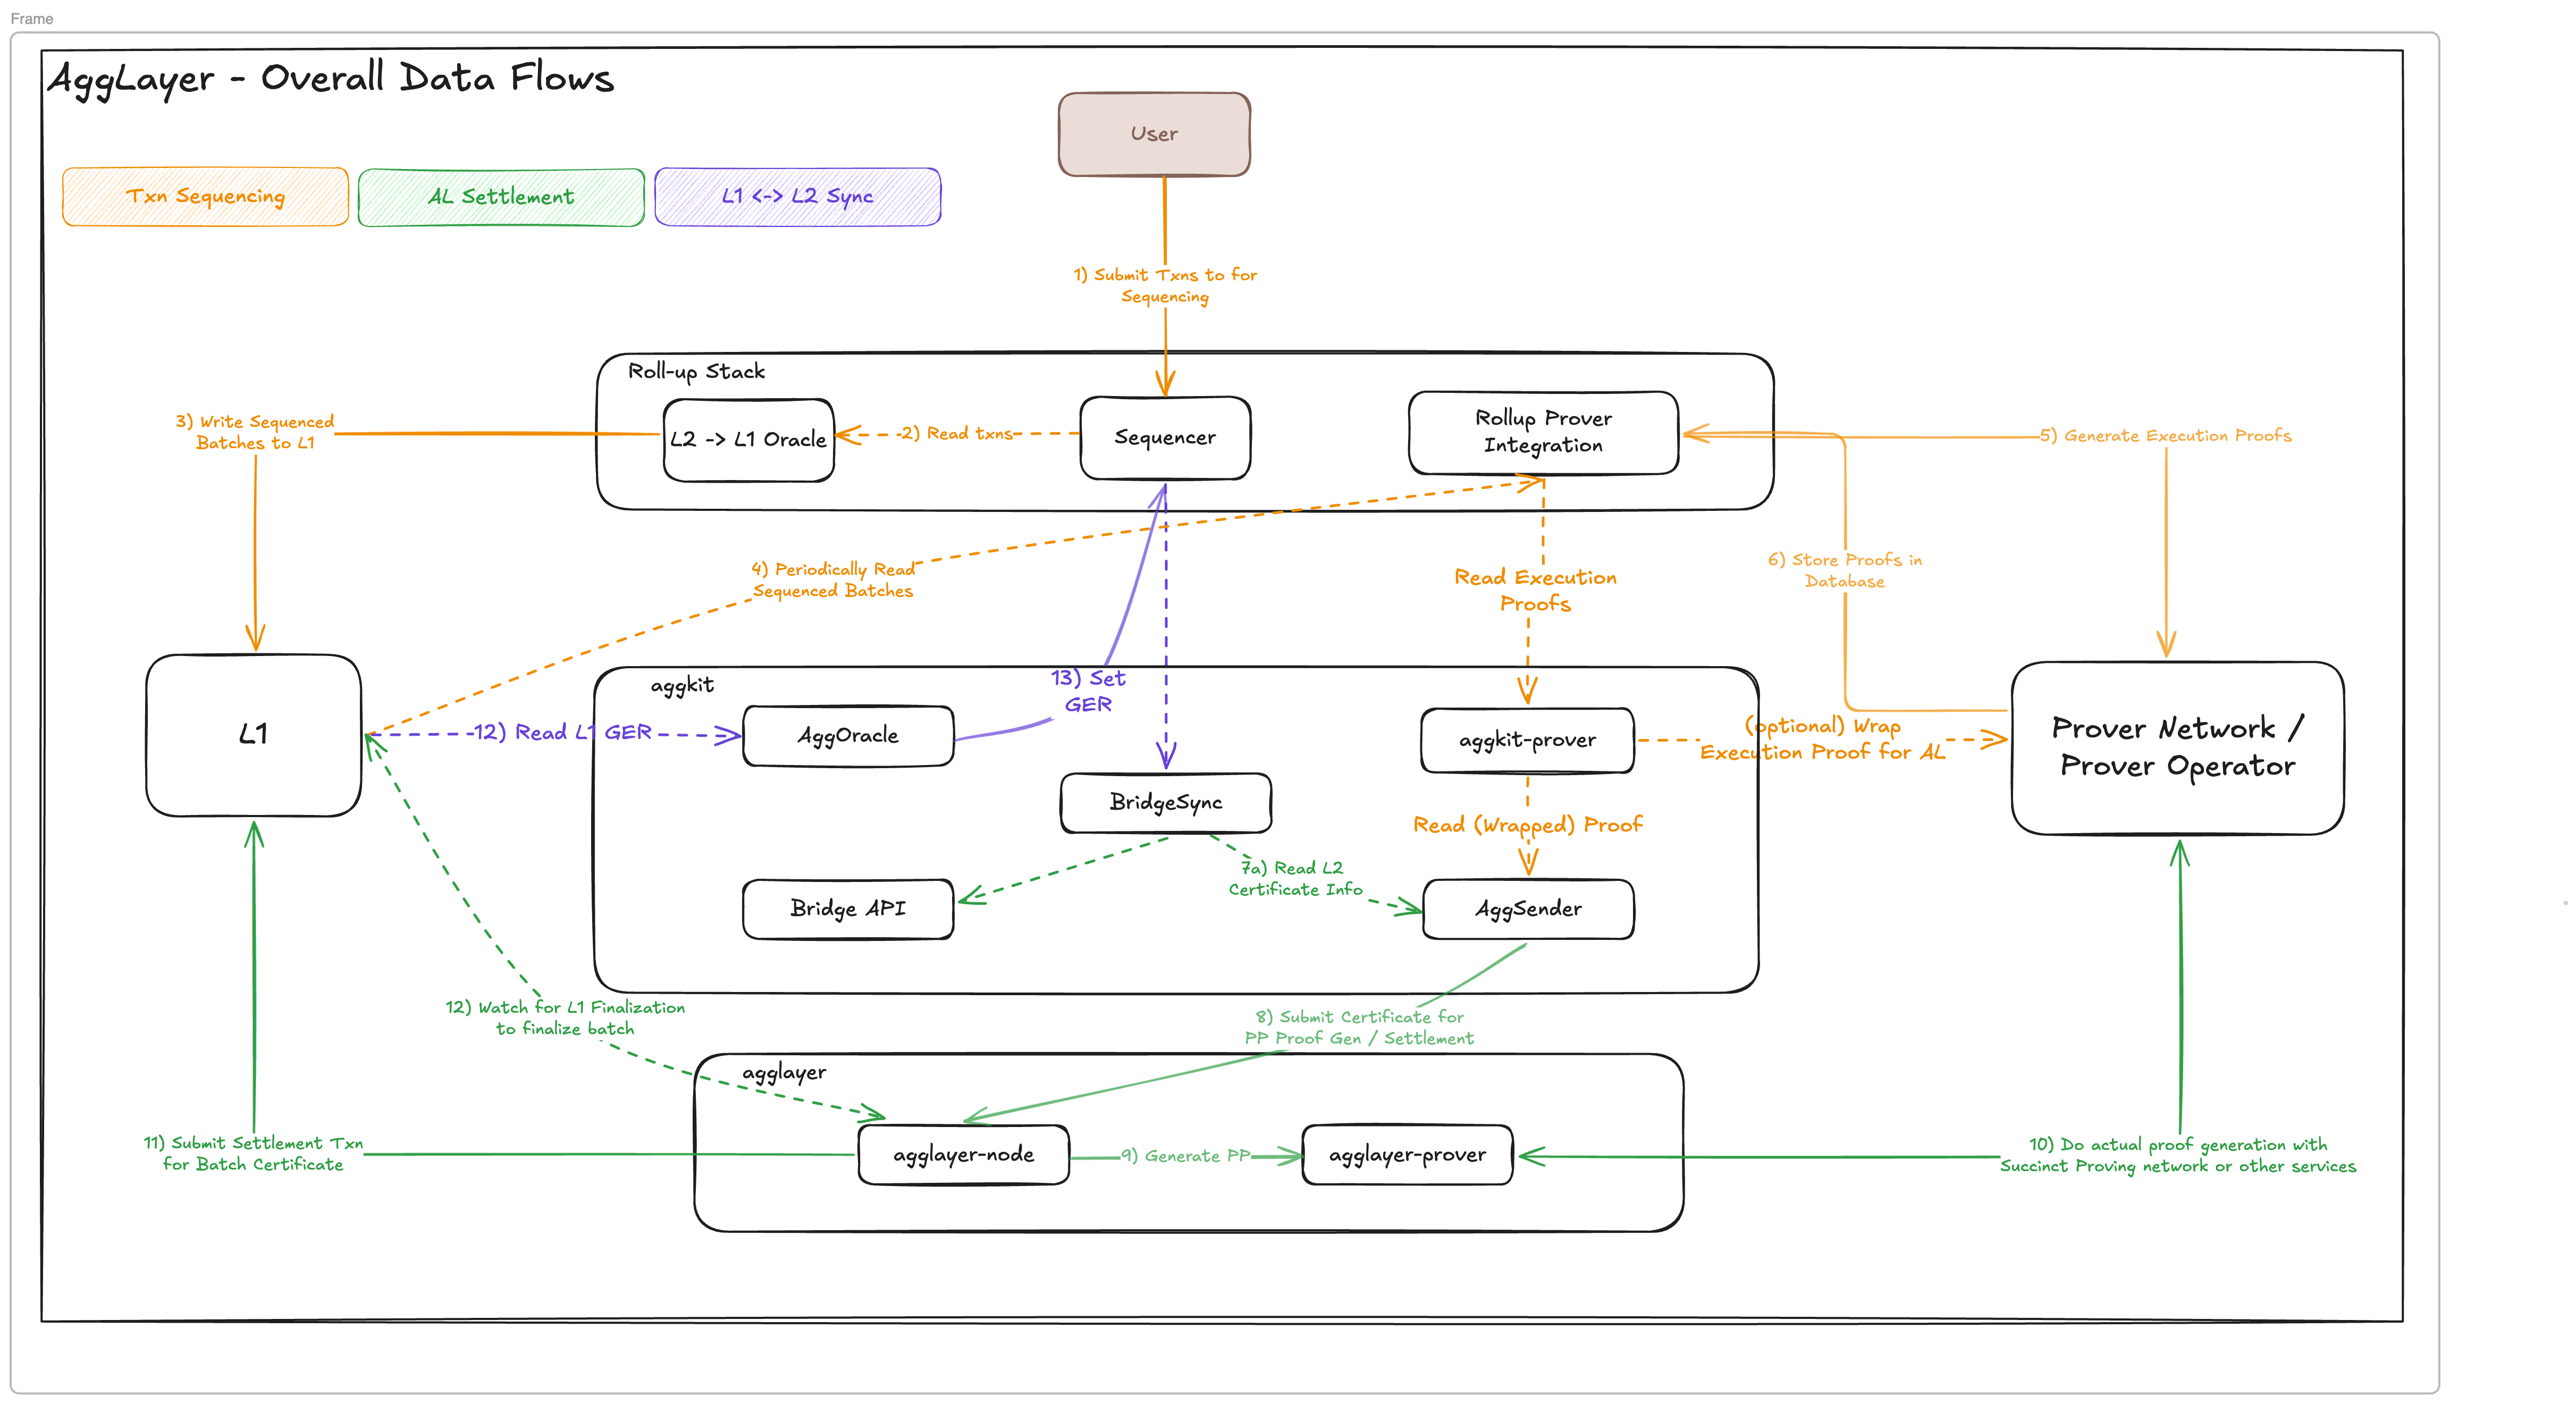 Frame
AggLayer - Overall Data Flows
User
Txn Sequencing
AL Settlement
L1 <-> L2 Sync
1) Submit Txns to for
Sequencing
Roll-up Stack
L2 -> L1 Oracle
2) Read txns
Sequencer
Rollup Prover
Integration
3) Write Sequenced
Batches to L1
5) Generate Execution Proofs
4) Periodically Read
Sequenced Batches
Read Execution
Proofs
6) Store Proofs in
Database
aggkit
13) Set
GER
L1
12) Read L1 GER
AggOracle
aggkit-prover
(optional) Wrap
Execution Proof for AL
Prover Network /
Prover Operator
BridgeSync
Read (Wrapped) Proof
7a) Read L2
Certificate Info
Bridge API
AggSender
12) Watch for L1 Finalization
to finalize batch
8) Submit Certificate for
PP Proof Gen / Settlement
agglayer
11) Submit Settlement Txn
for Batch Certificate
agglayer-node
9) Generate PP
agglayer-prover
10) Do actual proof generation with
Succinct Proving network or other services